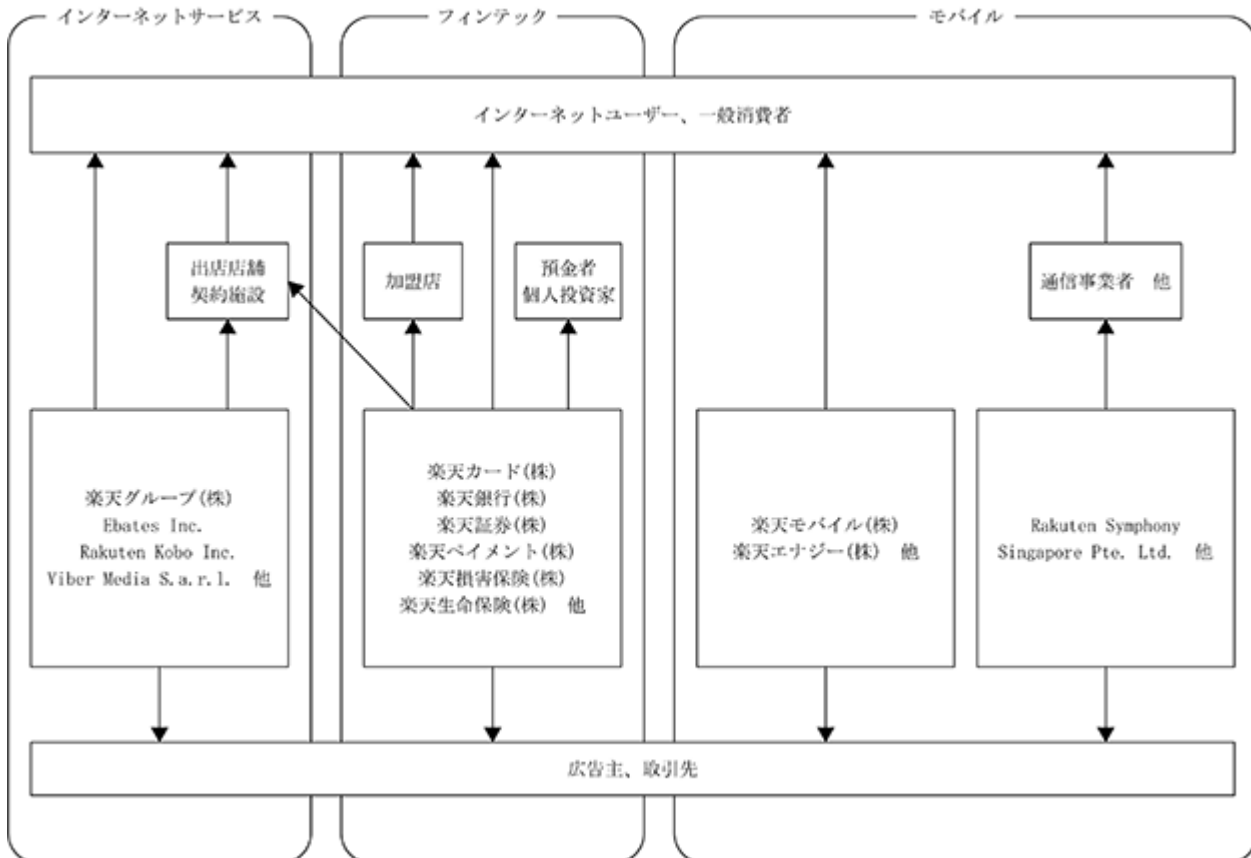 インターネットサービス
フィンテック
モバイル
インターネットユーザー、一般消費者
出店店舗
契約施設
加盟店
預金者
個人投資家
通信事業者　他
楽天グループ(株)
Ebates Inc.
Rakuten Kobo Inc.
Viber Media S.a.r.l.　他
楽天カード(株)
楽天銀行(株)
楽天証券(株)
楽天ペイメント(株)
楽天損害保険(株)
楽天生命保険(株)　他
楽天モバイル(株)
楽天エナジー(株)　他
Rakuten Symphony
Singapore Pte. Ltd.　他
広告主、取引先